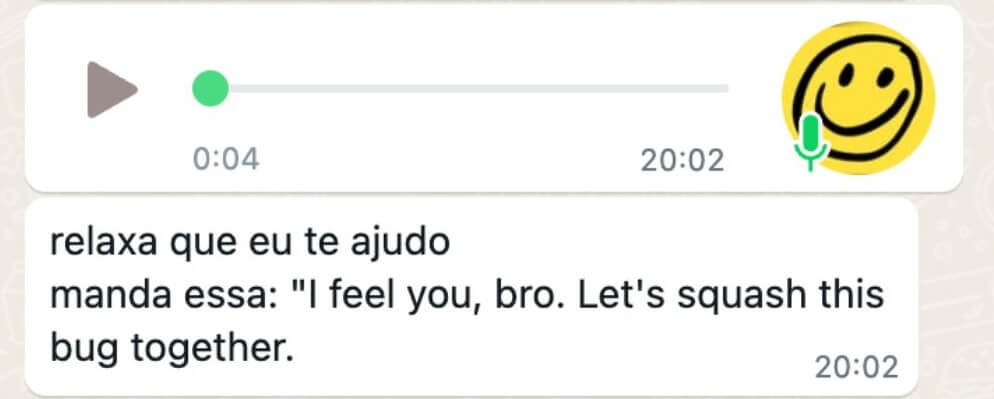 0:04 20:02
relaxa que eu te ajudo
manda essa: "I feel you, bro. Let's squash this
bug together.
20:02